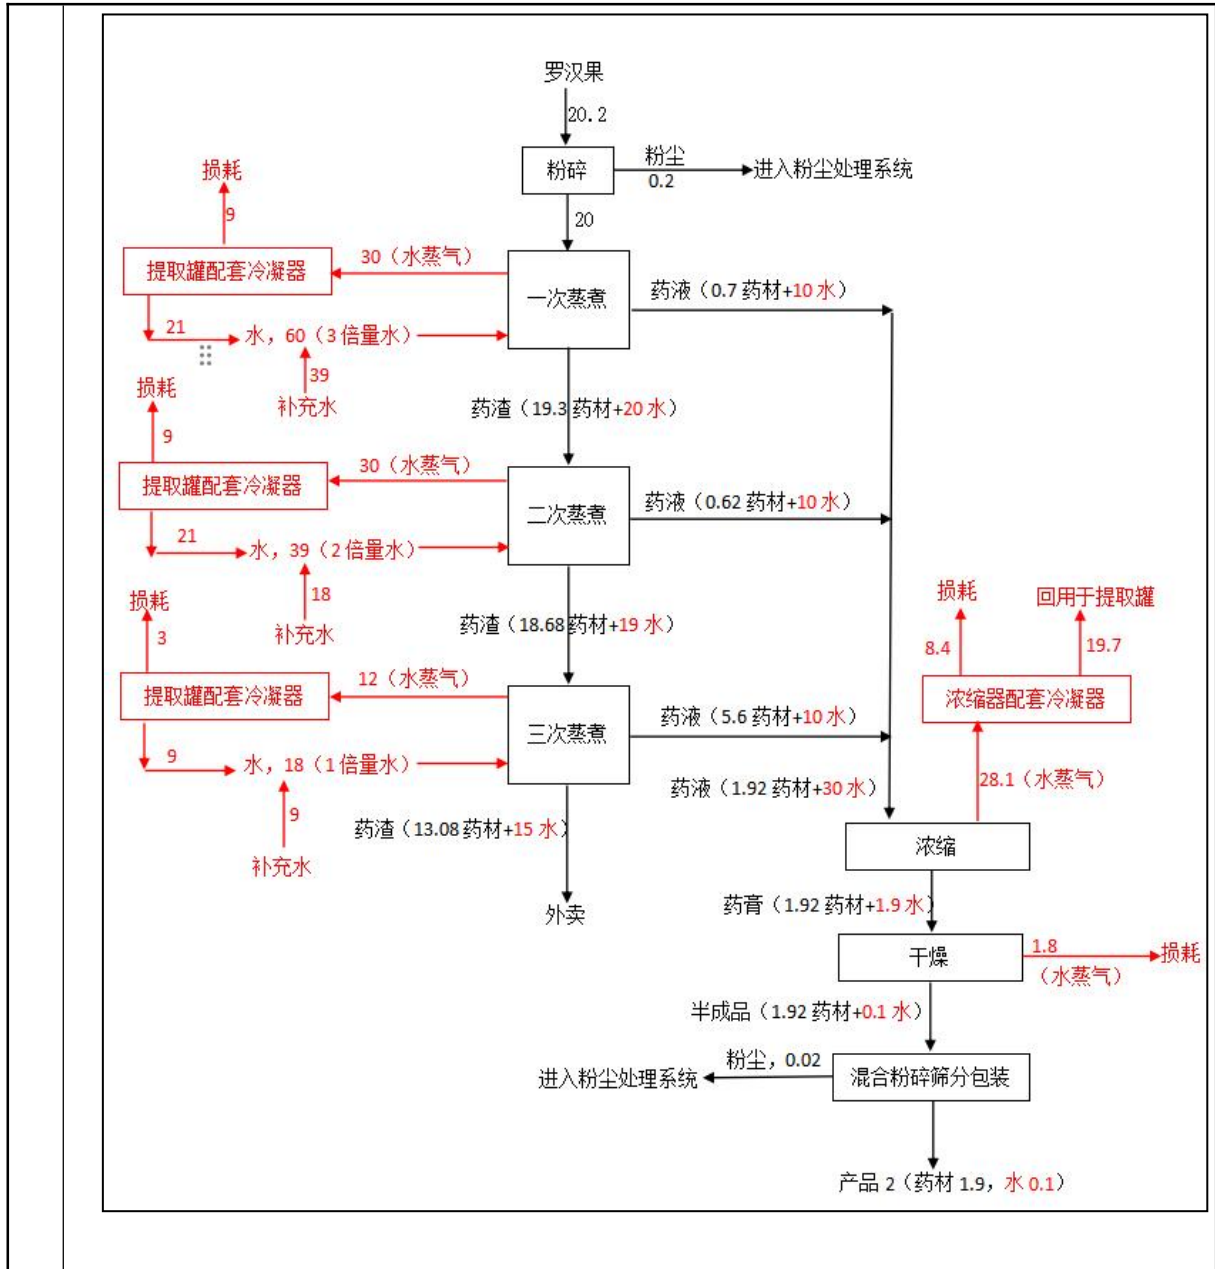 罗汉果
20.2
粉碎
粉尘
0.2
进入粉尘处理系统
20
损耗
9
提取罐配套冷凝器
30（水蒸气）
一次蒸煮
药液（0.7 药材+10 水）
21
水，60（3 倍量水）
39
补充水
药渣（19.3 药材+20 水）
损耗
9
提取罐配套冷凝器
30（水蒸气）
二次蒸煮
药液（0.62 药材+10 水）
21
水，39（2 倍量水）
18
补充水
药渣（18.68 药材+19 水）
损耗
3
提取罐配套冷凝器
12（水蒸气）
三次蒸煮
药液（5.6 药材+10 水）
9
水，18（1 倍量水）
9
补充水
药渣（13.08 药材+15 水）
外卖
药液（1.92 药材+30 水）
损耗
回用于提取罐
8.4
19.7
浓缩器配套冷凝器
28.1（水蒸气）
浓缩
药膏（1.92 药材+1.9 水）
干燥
1.8
（水蒸气）
损耗
半成品（1.92 药材+0.1 水）
粉尘，0.02
进入粉尘处理系统
混合粉碎筛分包装
产品 2（药材 1.9，水 0.1）